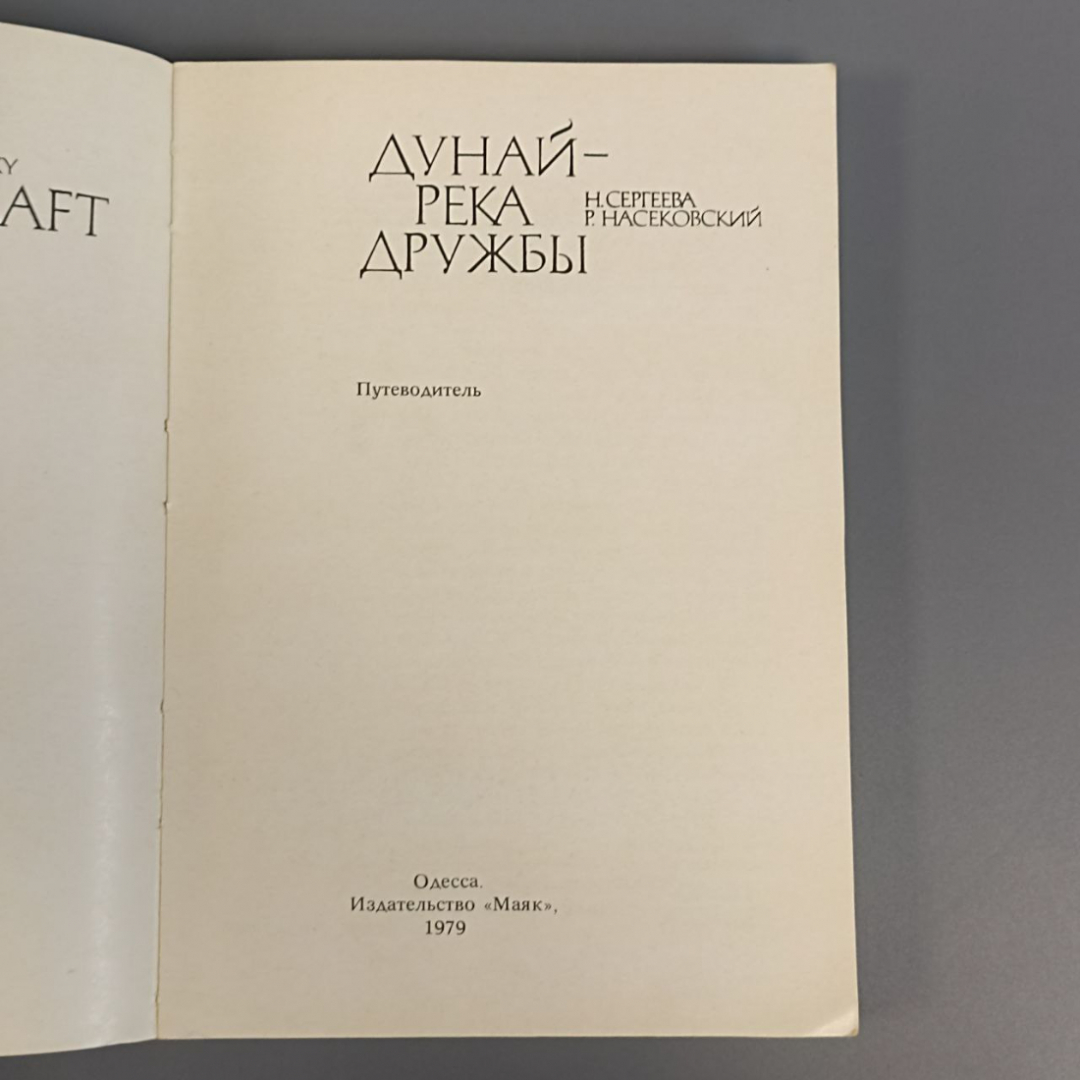 AFT
ДУНАЙ–
РЕКА
ДРУЖБЫ
Н. СЕРГЕЕВА
Р. НАСЕКОВСКИЙ
Путеводитель
Одесса.
Издательство «Маяк»,
1979